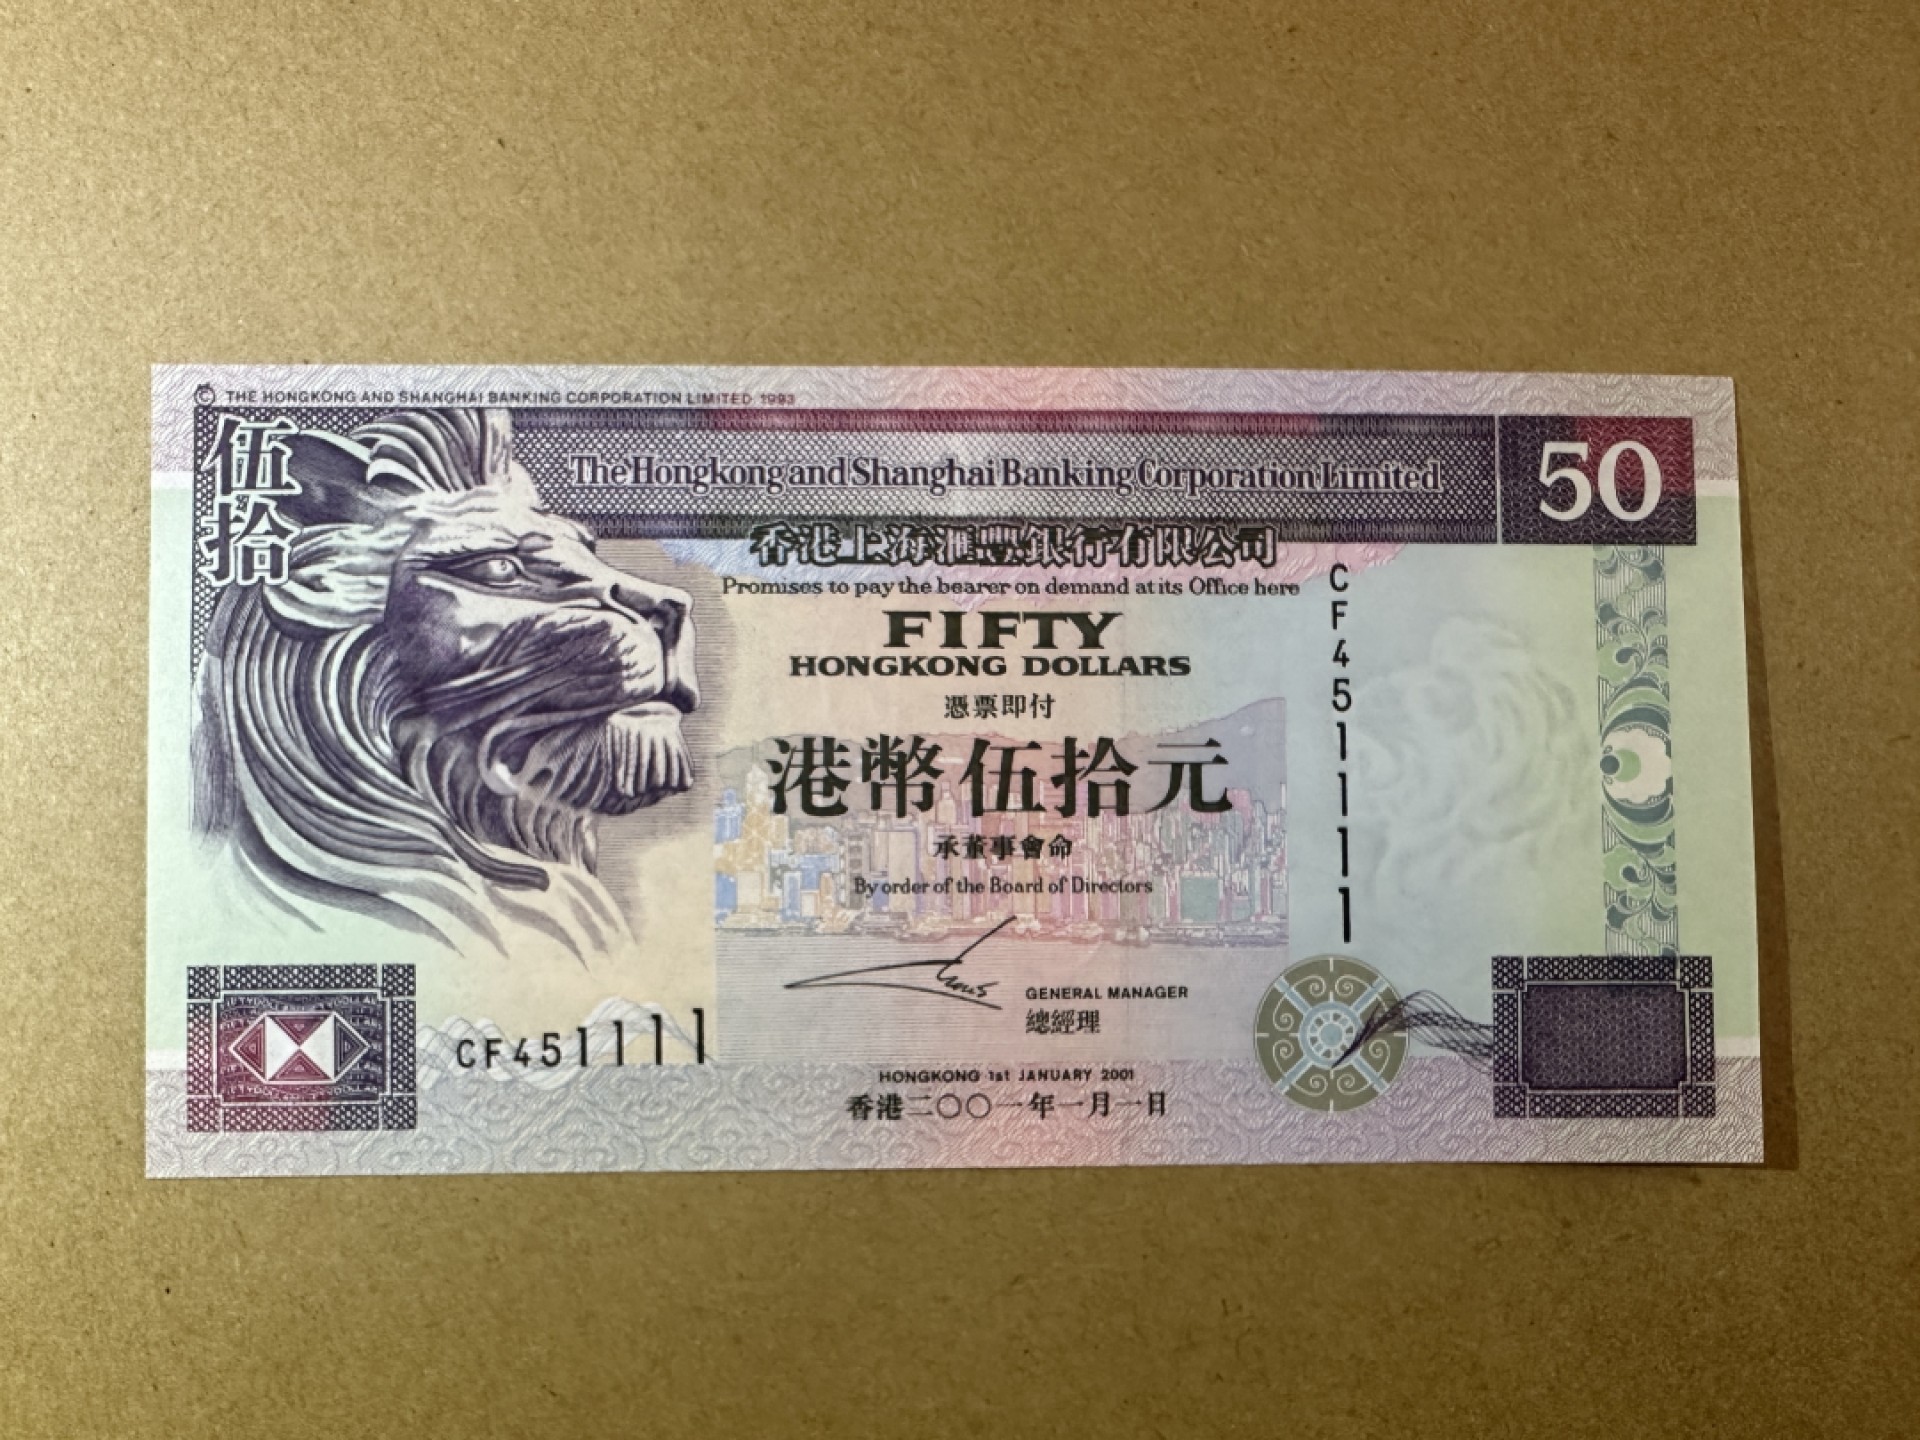 © THE HONGKONG AND SHANGHAI BANKING CORPORATION LIMITED 1993
伍拾
The Hongkong and Shanghai Banking Corporation Limited
50
香港上海滙豐銀行有限公司
Promises to pay the bearer on demand at its Office here
FIFTY
HONGKONG DOLLARS
憑票即付
港幣伍拾元
承董事會命
By order of the Board of Directors
CF451111
GENERAL MANAGER
總經理
CF451111
HONGKONG 1st JANUARY 2001
香港二〇〇一年一月一日